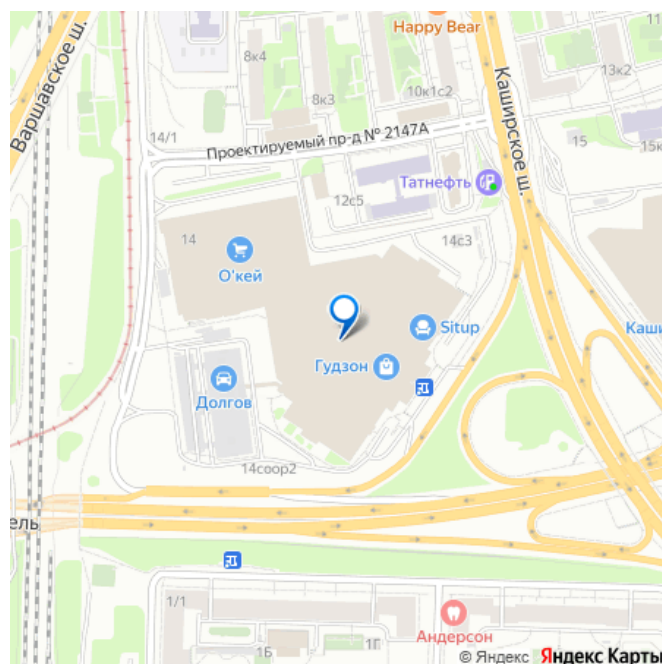 Happy Bear
8к4
8к3
10к1с2
13к2
Варшавское ш.
Каширское ш.
14/1
Проектируемый пр-д № 2147А
15
15к
Татнефть
12с5
14
14с3
О'кей
Situp
Каши
Гудзон
Долгов
14соор2
ель
1/1
1Б
1Г
Андерсон
© Яндекс Яндекс Карты